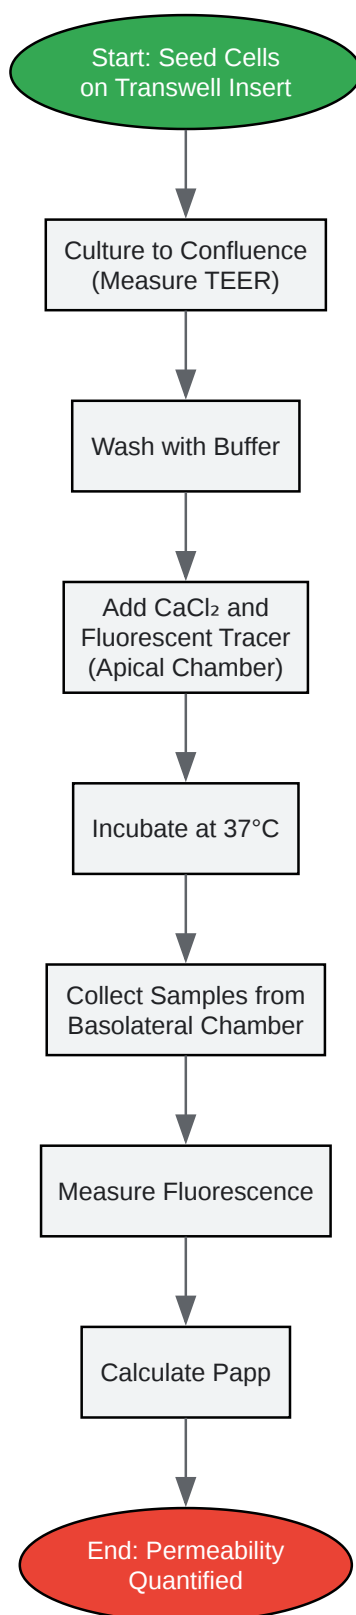 Start: Seed Cells
on Transwell Insert
Culture to Confluence
(Measure TEER)
Wash with Buffer
Add CaCl₂ and
Fluorescent Tracer
(Apical Chamber)
Incubate at 37°C
Collect Samples from
Basolateral Chamber
Measure Fluorescence
Calculate Papp
End: Permeability
Quantified